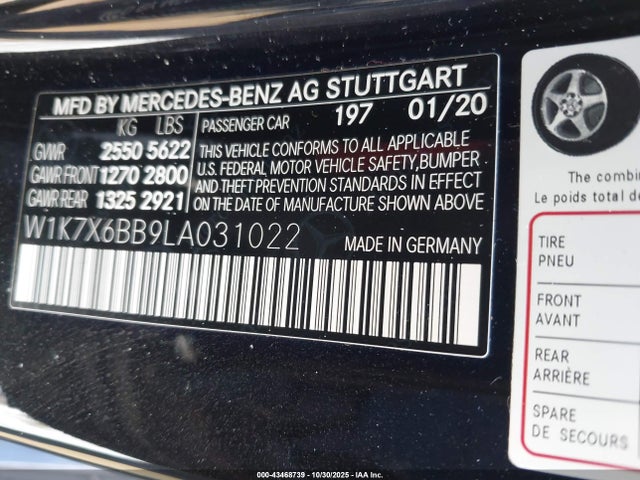 MFD BY MERCEDES-BENZ AG STUTTGART
KG LBS
GVWR 2550 5622
GAWR FRONT 1270 2800
GAWR REAR 1325 2921
PASSENGER CAR 197 01/20
THIS VEHICLE CONFORMS TO ALL APPLICABLE
U.S. FEDERAL MOTOR VEHICLE SAFETY, BUMPER
AND THEFT PREVENTION STANDARDS IN EFFECT
ON THE DATE OF MANUFACTURE SHOWN ABOVE
W1K7X6BB9LA031022
MADE IN GERMANY
The combin
Le poids total de
TIRE
PNEU
FRONT
AVANT
REAR
ARRIÈRE
SPARE
DE SECOURS
000-43468739 - 10/30/2025 - IAA Inc.